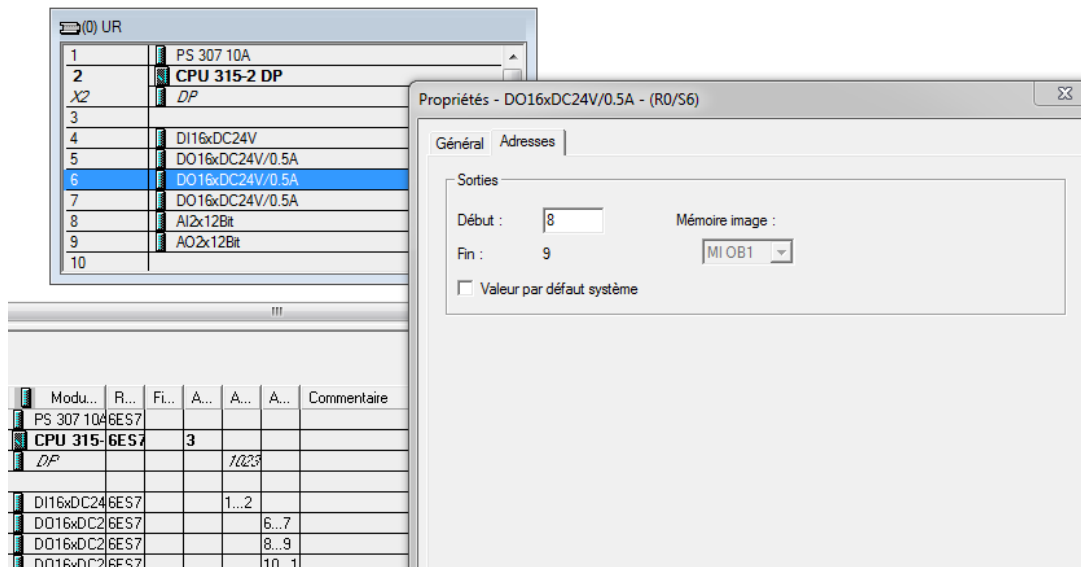 (0) UR
1 PS 307 10A
2 CPU 315-2 DP
X2 DP
3
4 DI16xDC24V
5 DO16xDC24V/0.5A
6 DO16xDC24V/0.5A
7 DO16xDC24V/0.5A
8 AI2x12Bit
9 AO2x12Bit
10
Propriétés - DO16xDC24V/0.5A - (R0/S6)
Général Adresses
Sorties
Début : 8 Mémoire image :
Fin : 9 MI OB1
Valeur par défaut système
Modu... R... Fi... A... A... A... Commentaire
PS 307 10A 6ES7
CPU 315- 6ES7 3
DP 1023
DI16xDC24 6ES7 1...2
DO16xDC2 6ES7 6...7
DO16xDC2 6ES7 8...9
DO16xDC2 6ES7 10...1